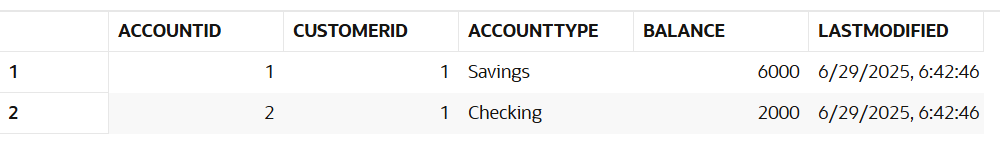 ACCOUNTID CUSTOMERID ACCOUNTTYPE BALANCE LASTMODIFIED
1 1 1 Savings 6000 6/29/2025, 6:42:46
2 2 1 Checking 2000 6/29/2025, 6:42:46